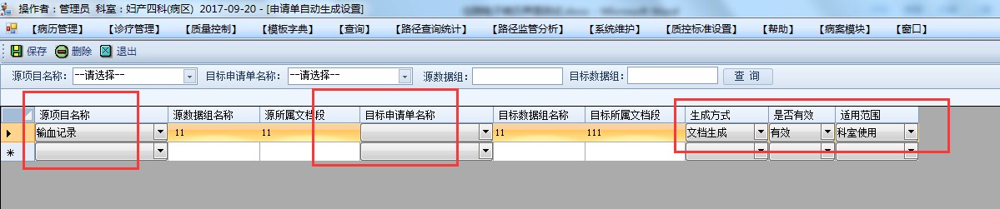 操作者：管理员 科室：妇产四科(病区) 2017-09-20 - [申请单自动生成设置]
【病历管理】 【诊疗管理】 【质量控制】 【模板字典】 【查询】 【路径查询统计】 【路径监管分析】 【系统维护】 【质控标准设置】 【帮助】 【病案模块】 【窗口】
保存 删除 退出
源项目名称： --请选择-- 目标申请单名称： --请选择-- 源数据组： 目标数据组： 查 询
源项目名称 源数据组名称 源所属文档段 目标申请单名称 目标数据组名称 目标所属文档段 生成方式 是否有效 适用范围
输血记录 11 11 11 111 文档生成 有效 科室使用